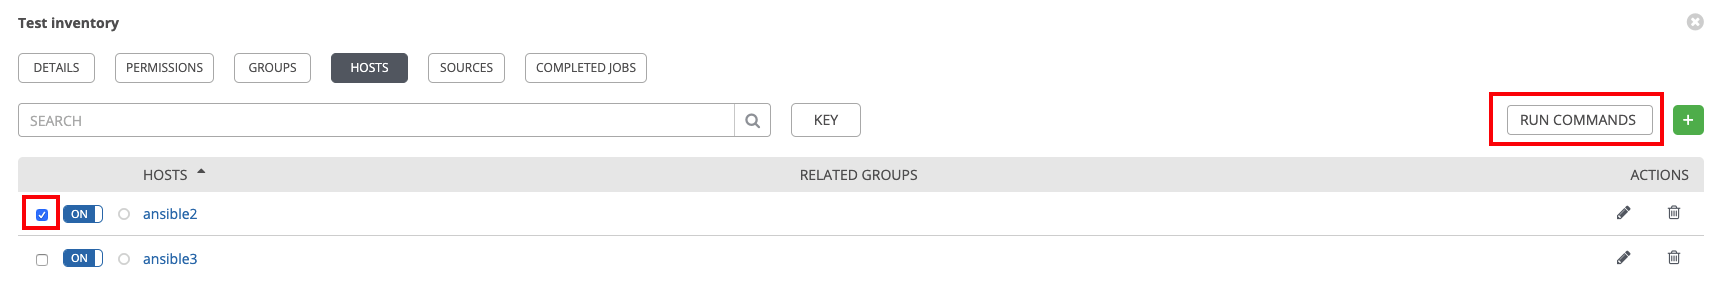 Test inventory
DETAILS PERMISSIONS GROUPS HOSTS SOURCES COMPLETED JOBS
SEARCH KEY RUN COMMANDS
HOSTS RELATED GROUPS ACTIONS
ON ansible2
ON ansible3